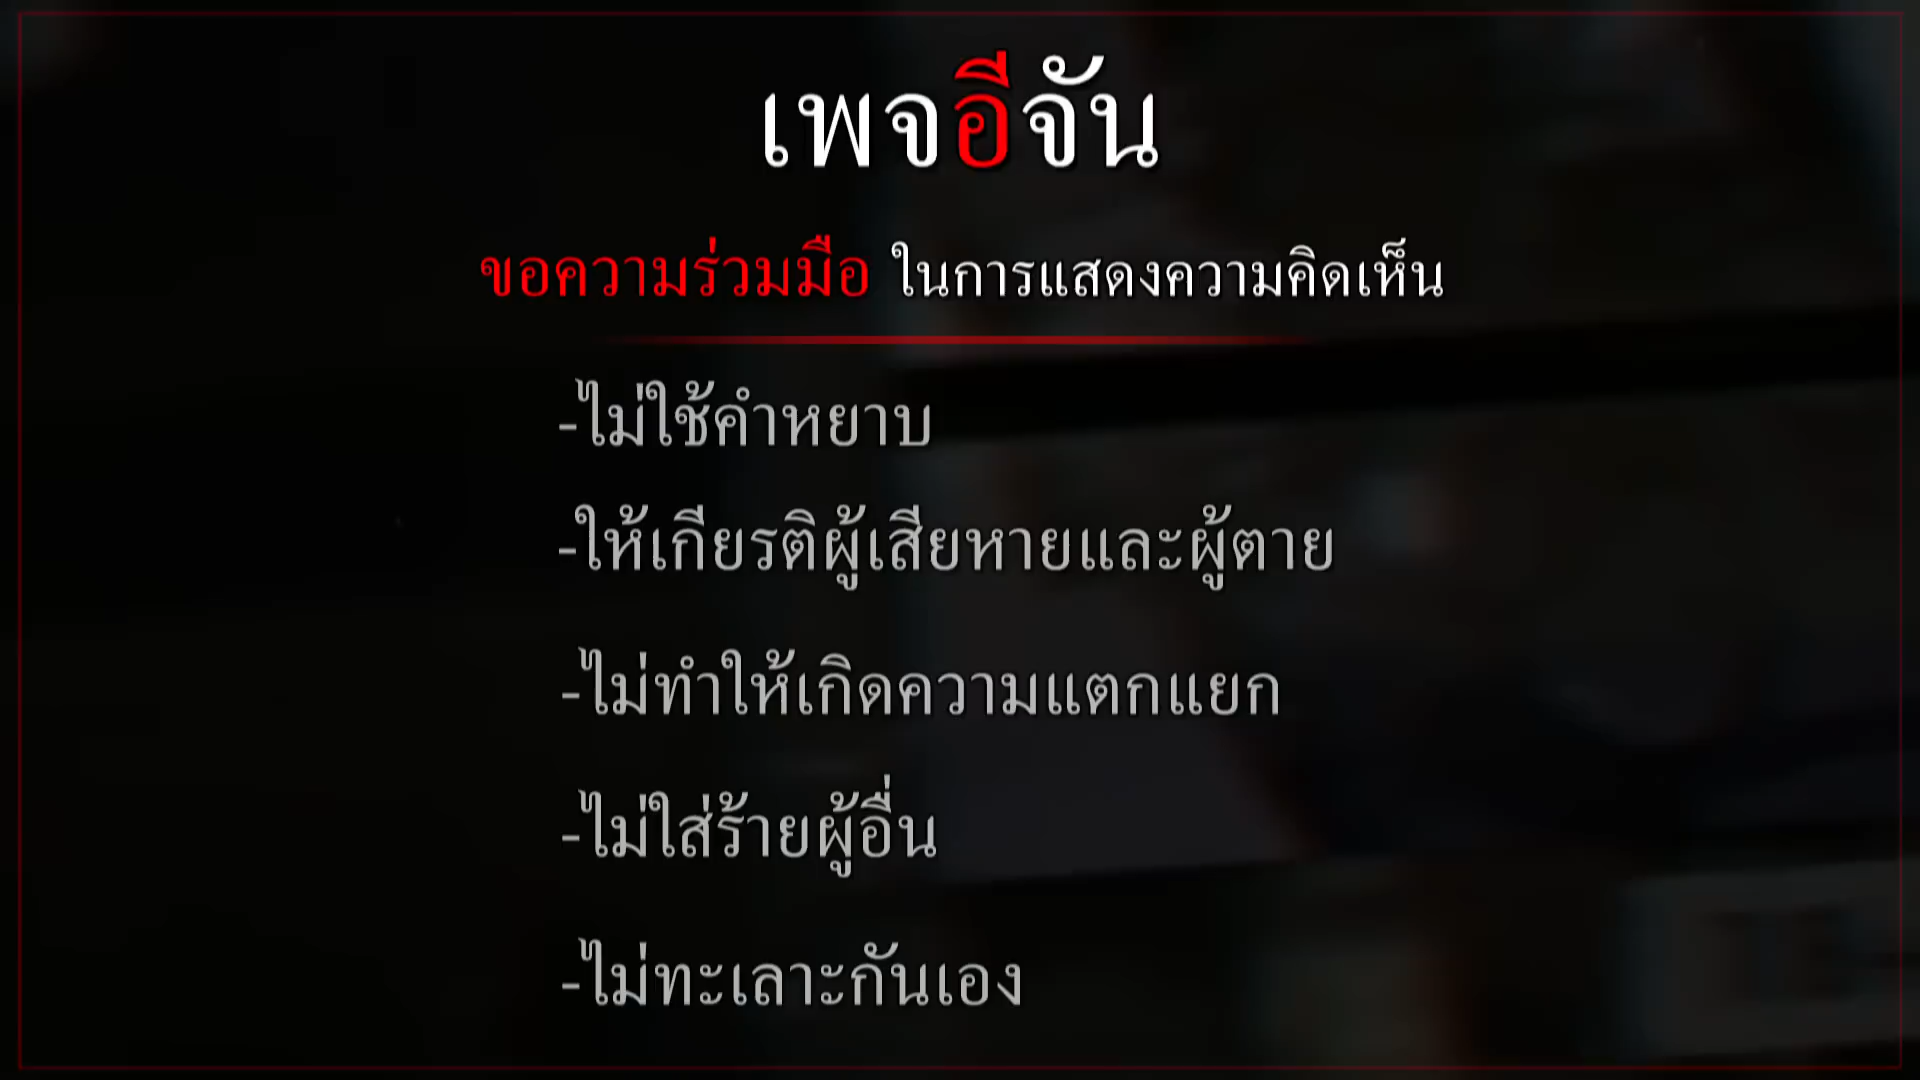 เพจอีจัน
ขอความร่วมมือ ในการแสดงความคิดเห็น
-ไม่ใช้คำหยาบ
-ให้เกียรติผู้เสียหายและผู้ตาย
-ไม่ทำให้เกิดความแตกแยก
-ไม่ใส่ร้ายผู้อื่น
-ไม่ทะเลาะกันเอง